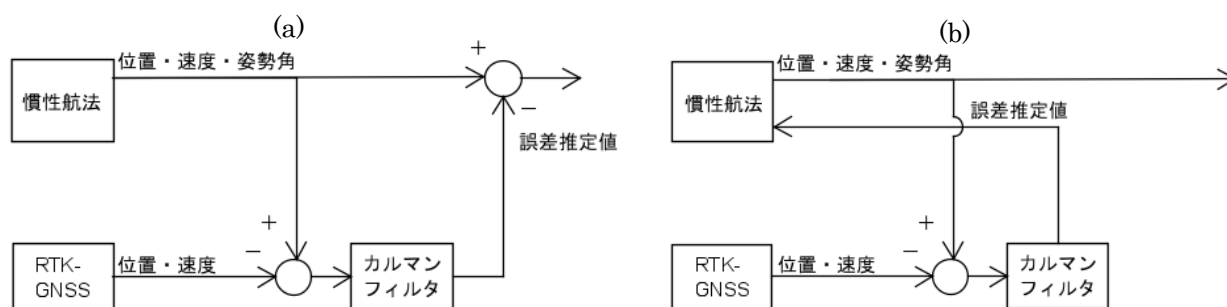 (a)
位置・速度・姿勢角
+
慣性航法
−
誤差推定値
+
−
RTK-
GNSS
位置・速度
カルマン
フィルタ
(b)
位置・速度・姿勢角
慣性航法
誤差推定値
+
−
RTK-
GNSS
位置・速度
カルマン
フィルタ